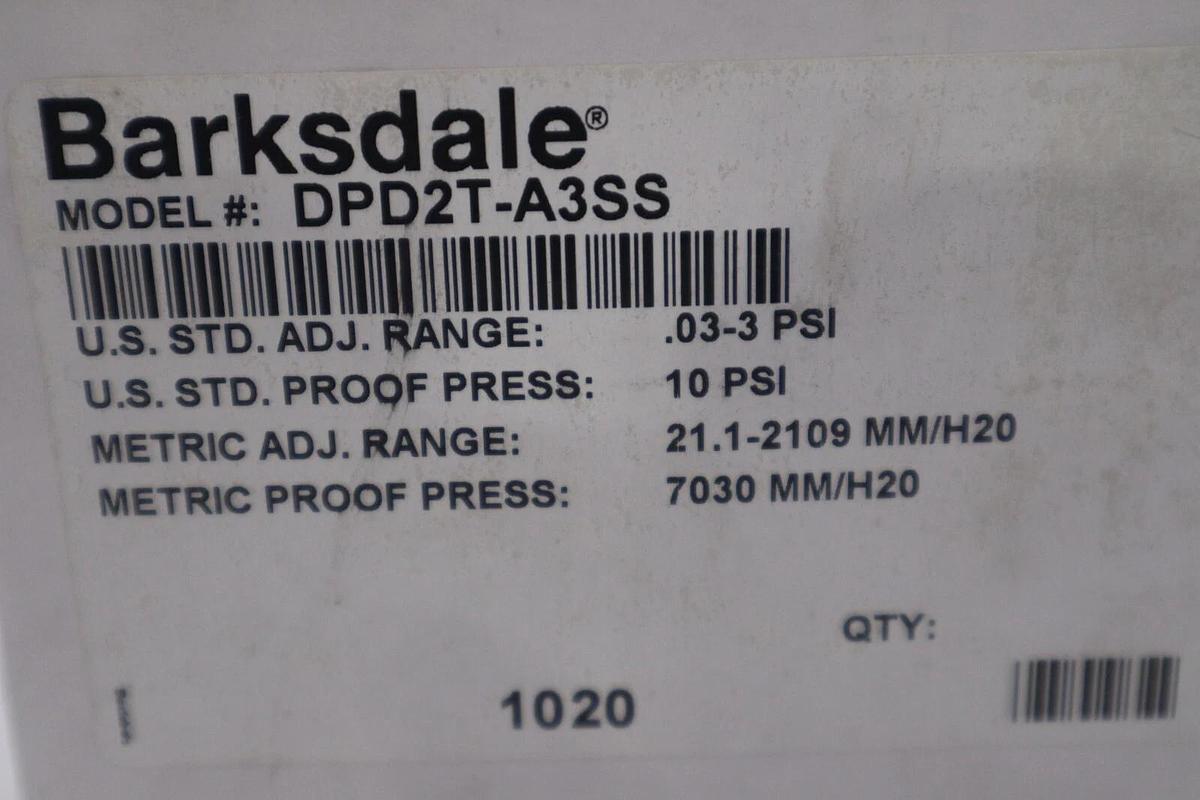 Barksdale®
MODEL #: DPD2T-A3SS
U.S. STD. ADJ. RANGE: .03-3 PSI
U.S. STD. PROOF PRESS: 10 PSI
METRIC ADJ. RANGE: 21.1-2109 MM/H20
METRIC PROOF PRESS: 7030 MM/H20
QTY:
1020